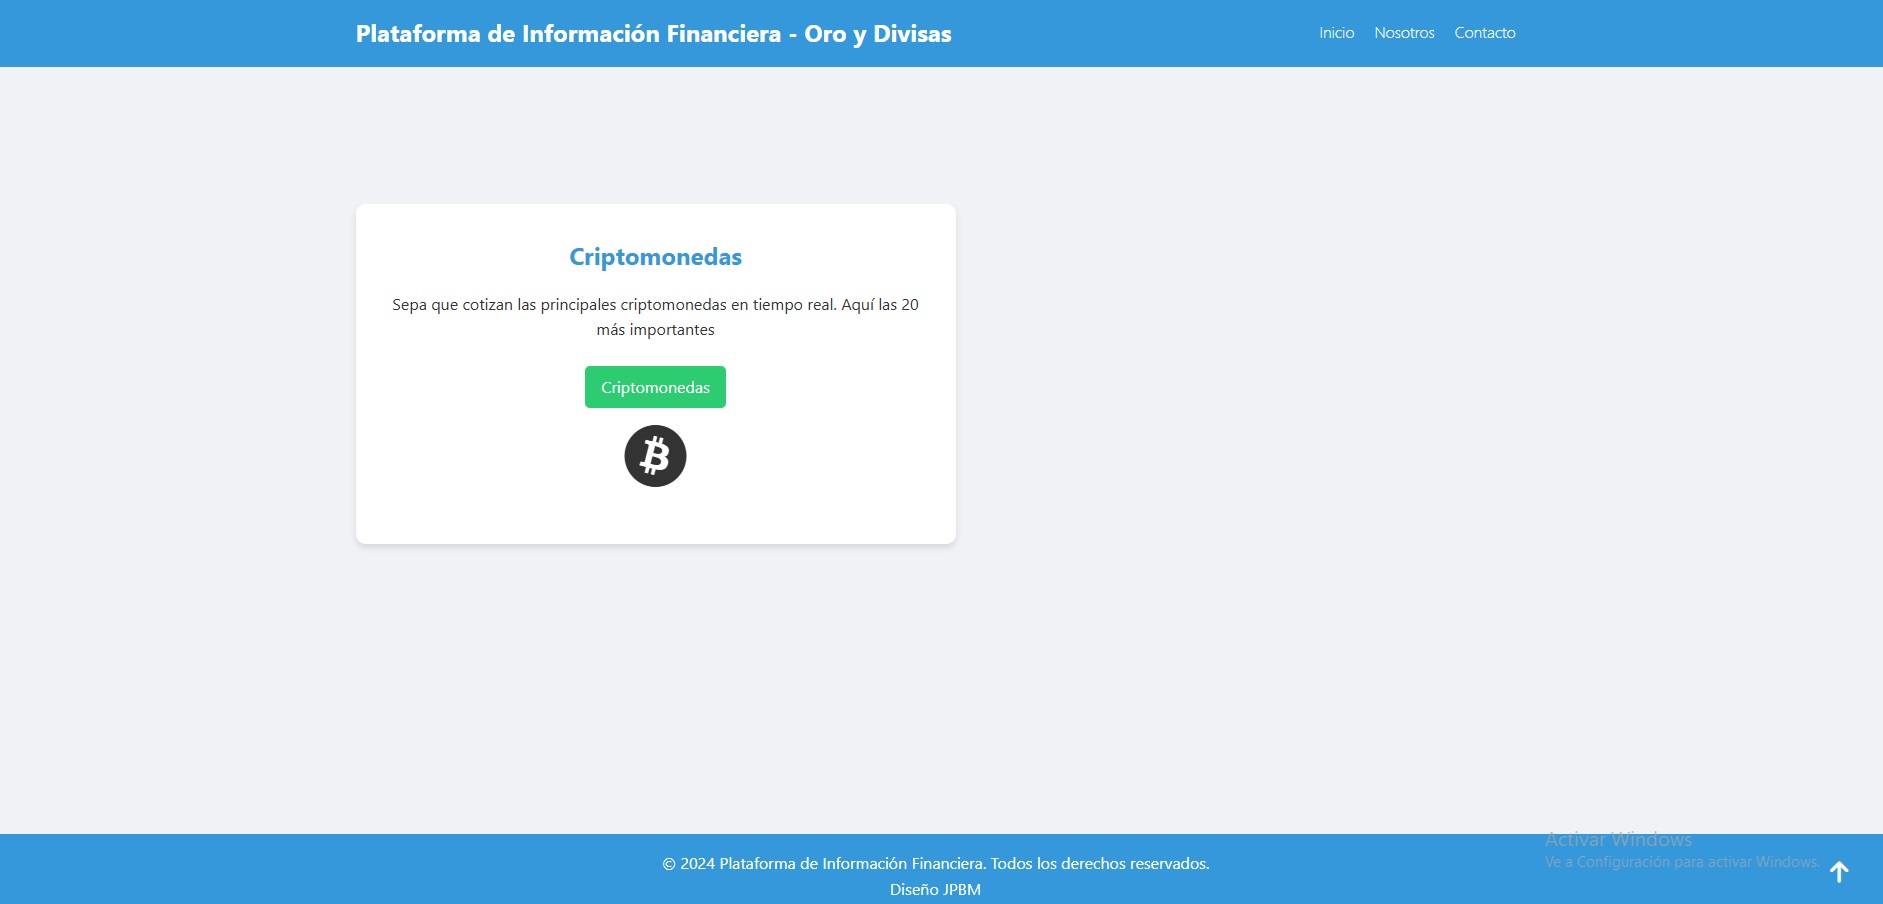 Plataforma de Información Financiera - Oro y Divisas
Inicio Nosotros Contacto
Criptomonedas
Sepa que cotizan las principales criptomonedas en tiempo real. Aquí las 20
más importantes
Criptomonedas
Activar Windows
Ve a Configuración para activar Windows.
© 2024 Plataforma de Información Financiera. Todos los derechos reservados.
Diseño JPBM